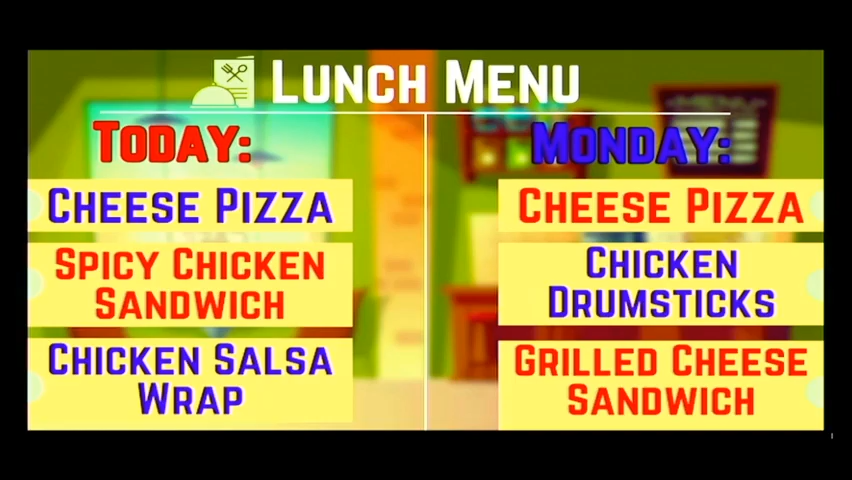 Lunch Menu
Today:
Cheese Pizza
Spicy Chicken
Sandwich
Chicken Salsa
Wrap
Monday:
Cheese Pizza
Chicken
Drumsticks
Grilled Cheese
Sandwich
MENU